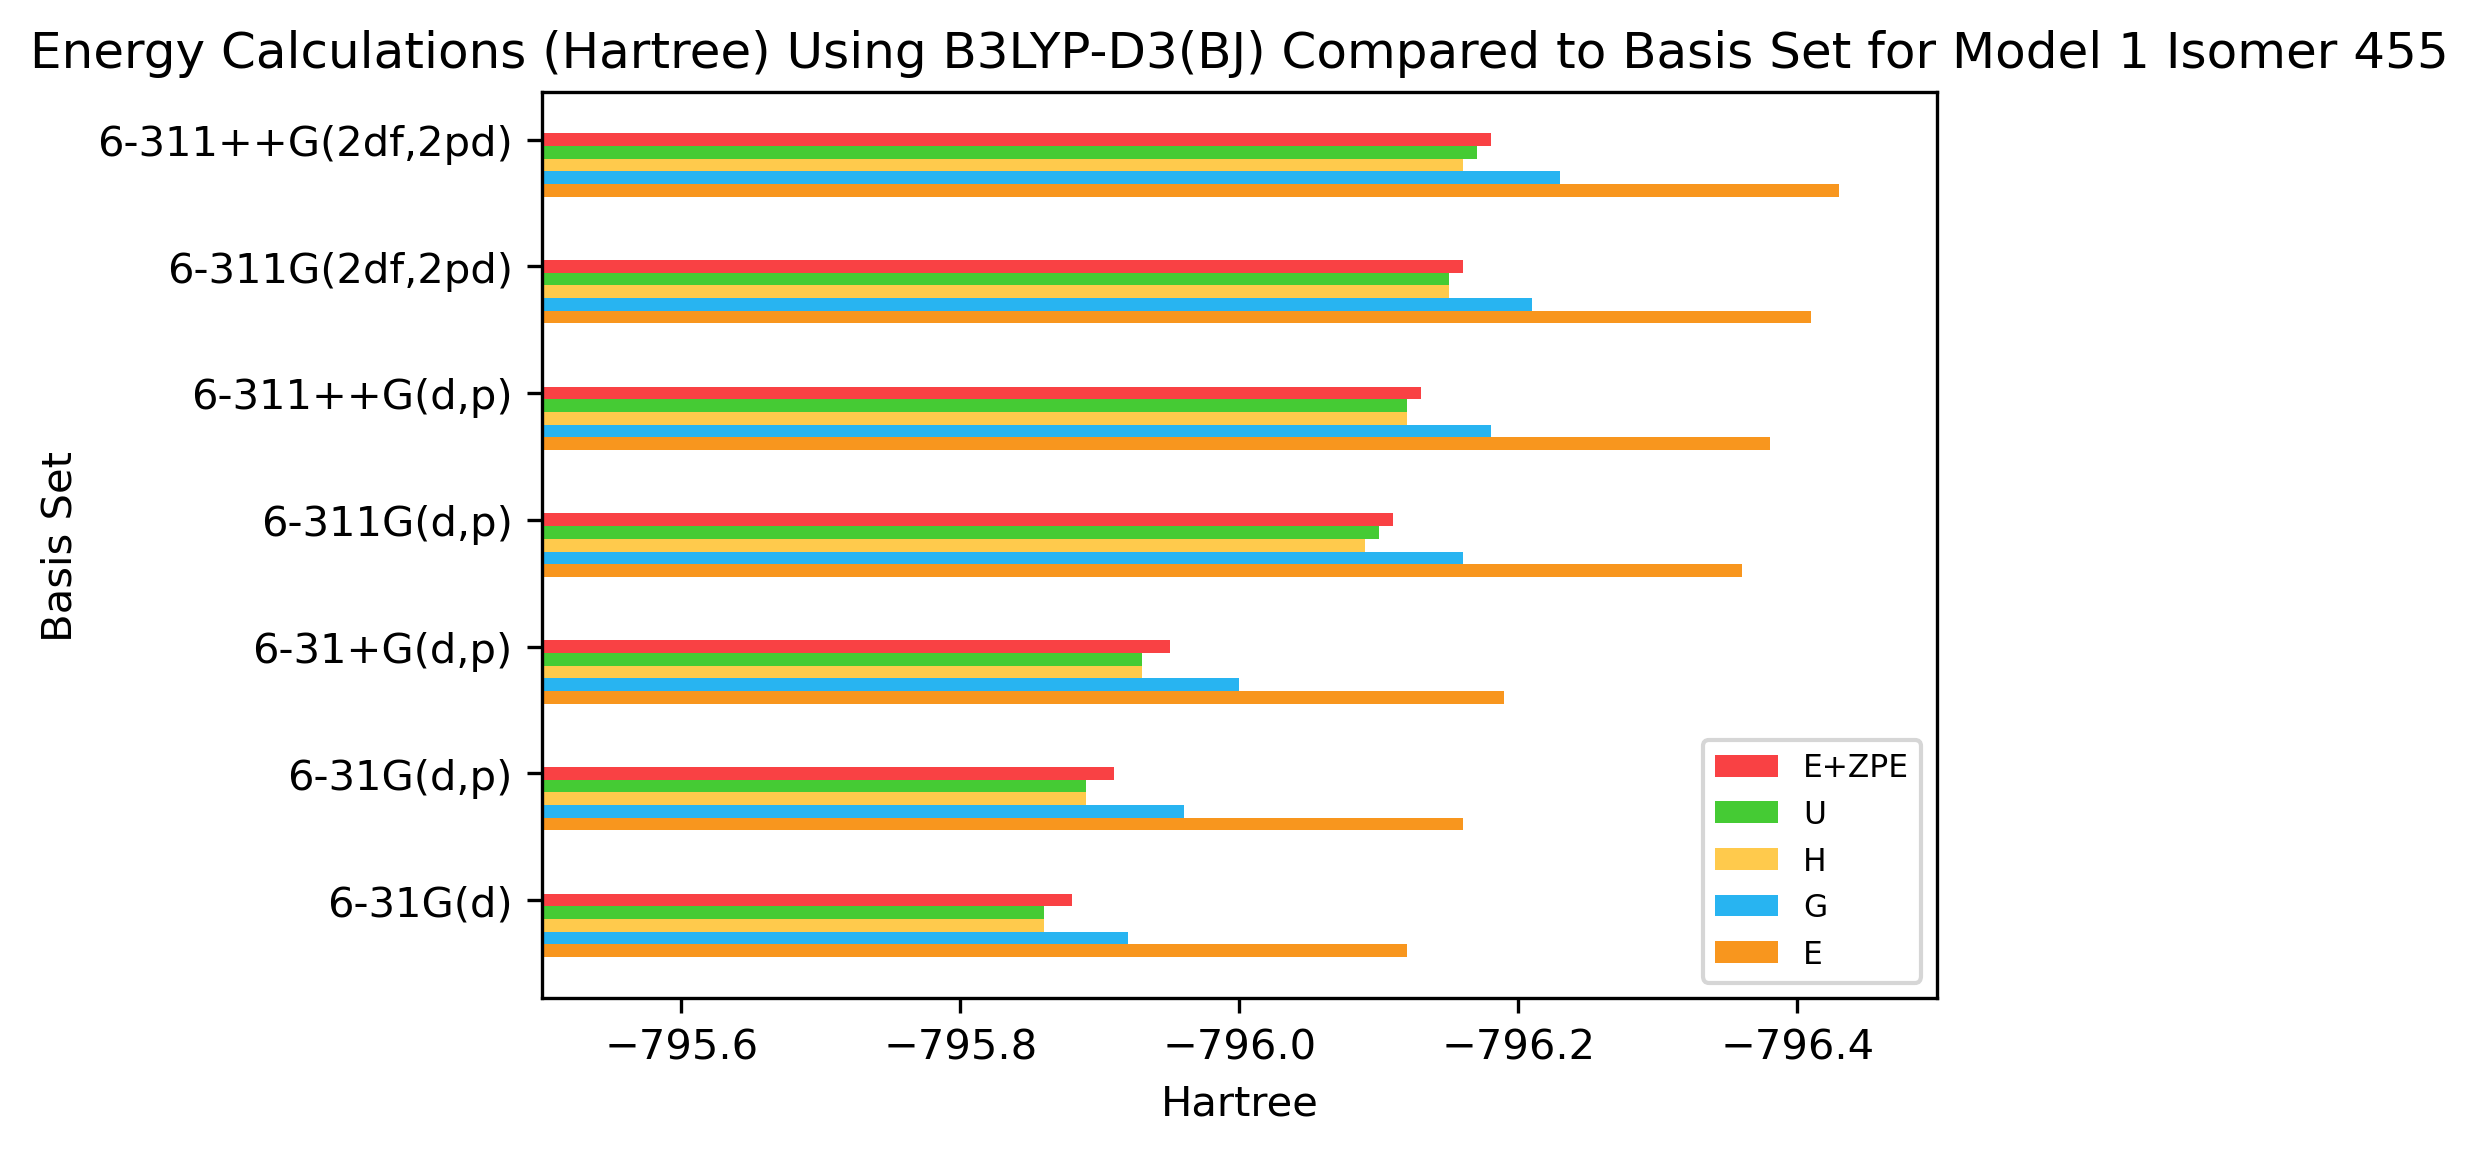 Energy Calculations (Hartree) Using B3LYP-D3(BJ) Compared to Basis Set for Model 1 Isomer 455
6-311++G(2df,2pd)
6-311G(2df,2pd)
6-311++G(d,p)
6-311G(d,p)
6-31+G(d,p)
6-31G(d,p)
6-31G(d)
Basis Set
E+ZPE
U
H
G
E
−795.6 −795.8 −796.0 −796.2 −796.4
Hartree